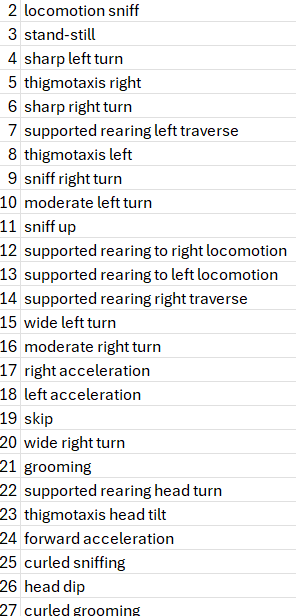 2 locomotion sniff
3 stand-still
4 sharp left turn
5 thigmotaxis right
6 sharp right turn
7 supported rearing left traverse
8 thigmotaxis left
9 sniff right turn
10 moderate left turn
11 sniff up
12 supported rearing to right locomotion
13 supported rearing to left locomotion
14 supported rearing right traverse
15 wide left turn
16 moderate right turn
17 right acceleration
18 left acceleration
19 skip
20 wide right turn
21 grooming
22 supported rearing head turn
23 thigmotaxis head tilt
24 forward acceleration
25 curled sniffing
26 head dip
27 curled grooming